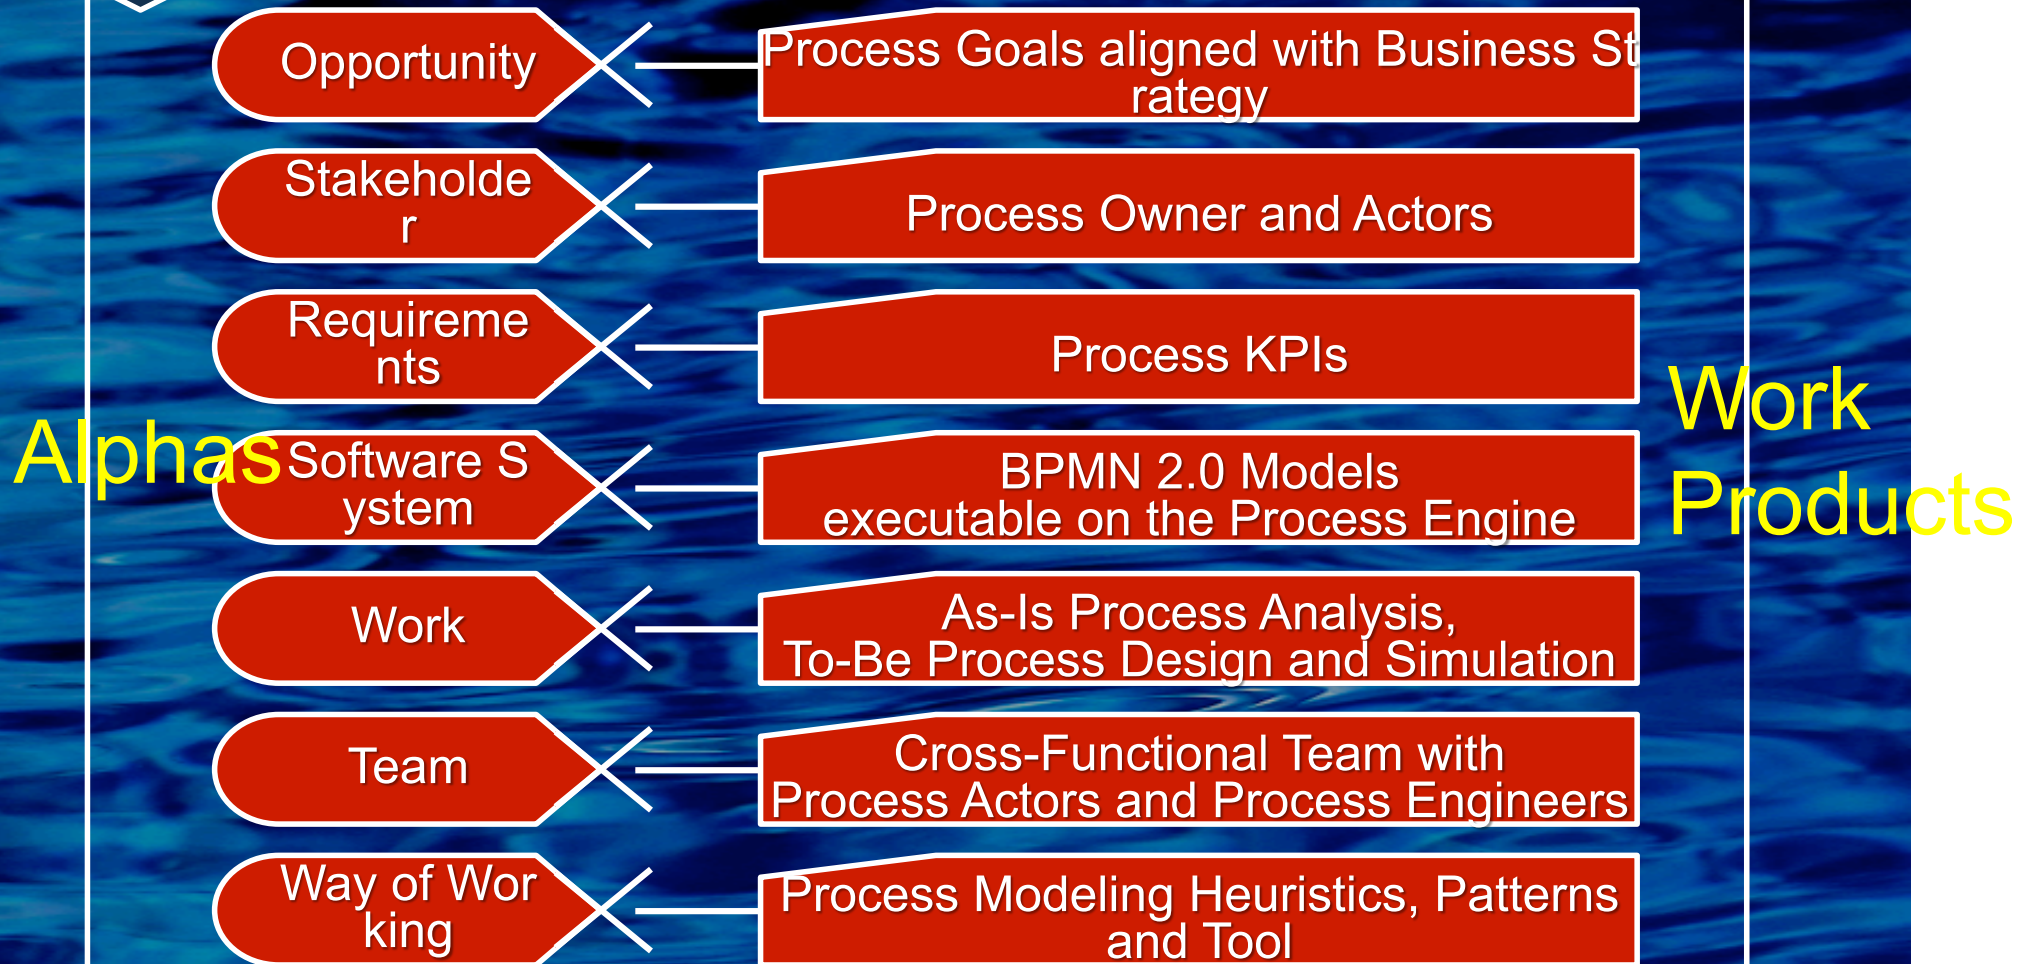 Opportunity
Process Goals aligned with Business St
rategy
Stakeholde
r
Process Owner and Actors
Requireme
nts
Process KPIs
Alphas
Software S
ystem
BPMN 2.0 Models
executable on the Process Engine
Work
Products
Work
As-Is Process Analysis,
To-Be Process Design and Simulation
Team
Cross-Functional Team with
Process Actors and Process Engineers
Way of Wor
king
Process Modeling Heuristics, Patterns
and Tool